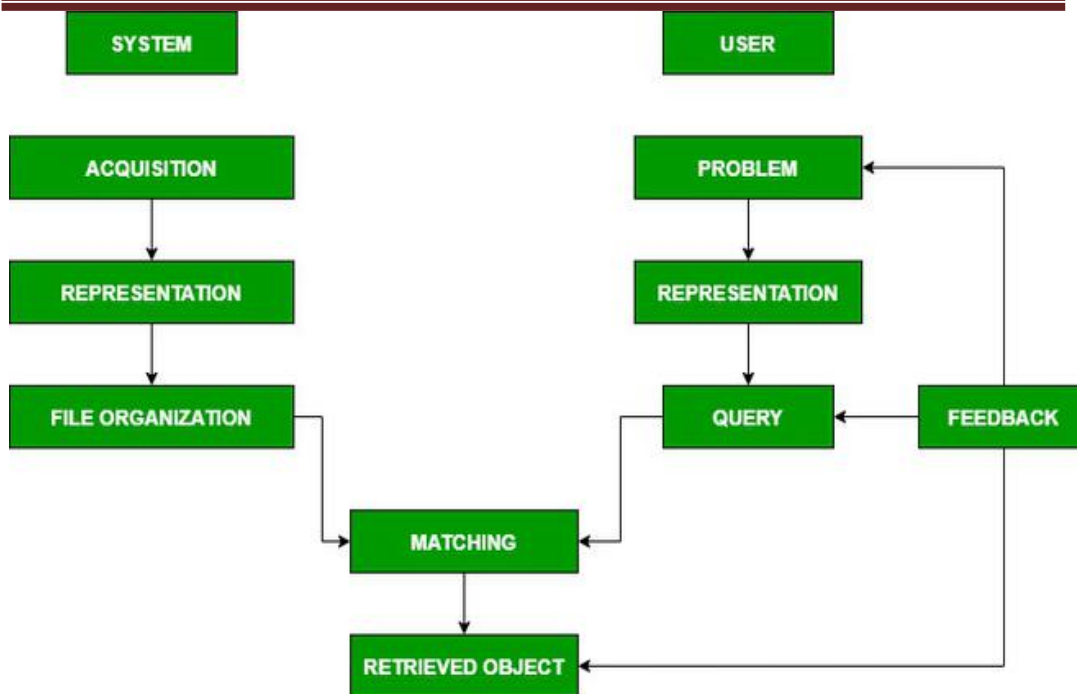 SYSTEM
USER
ACQUISITION
PROBLEM
REPRESENTATION
REPRESENTATION
FILE ORGANIZATION
QUERY
FEEDBACK
MATCHING
RETRIEVED OBJECT